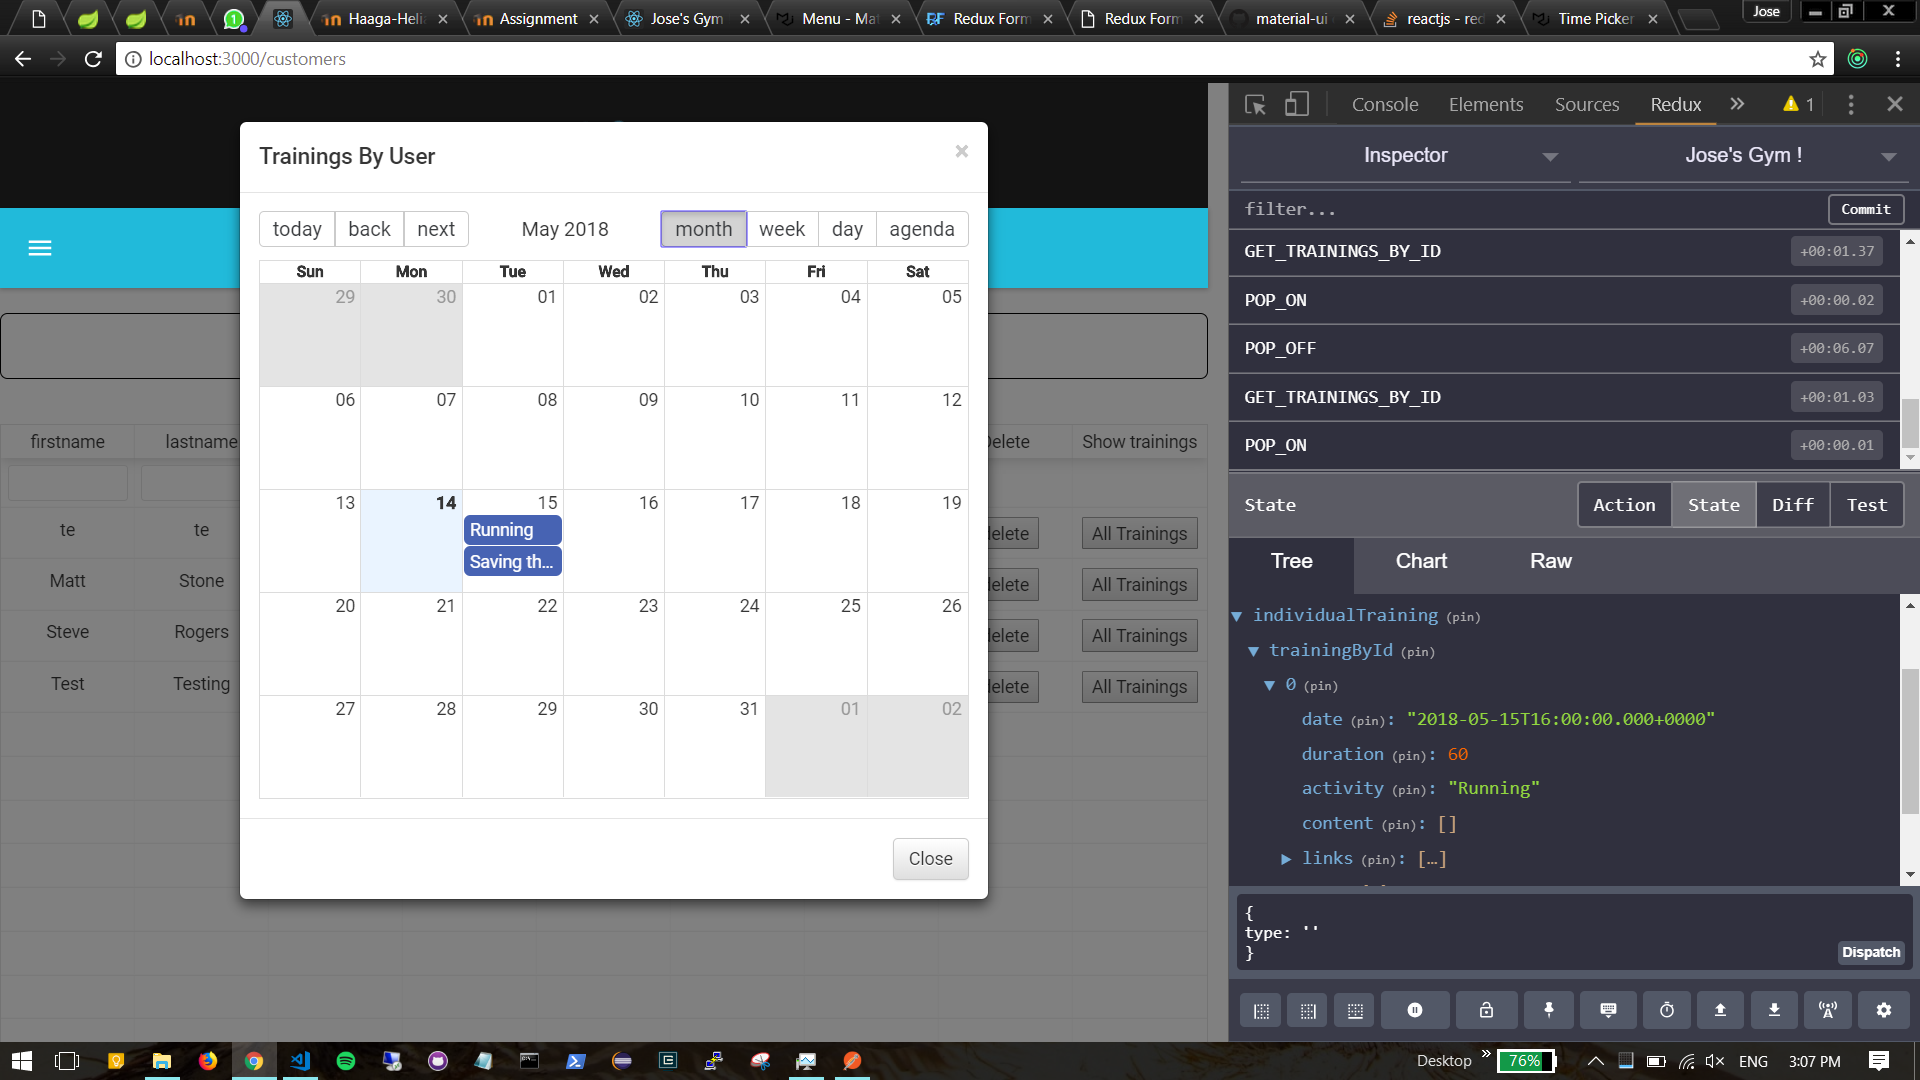 Haaga-Heli
Assignment
Jose's Gym
Menu - Ma
Redux Form
Redux Form
material-ui
reactjs - re
Time Picker
Jose
localhost:3000/customers
Console Elements Sources Redux 1
Inspector Jose's Gym !
filter... Commit
GET_TRAININGS_BY_ID +00:01.37
POP_ON +00:00.02
POP_OFF +00:06.07
GET_TRAININGS_BY_ID +00:01.03
POP_ON +00:00.01
State Action State Diff Test
Tree Chart Raw
individualTraining (pin)
trainingById (pin)
0 (pin)
date (pin): "2018-05-15T16:00:00.000+0000"
duration (pin): 60
activity (pin): "Running"
content (pin): []
links (pin): […]
{
type: ''
}
Dispatch
Trainings By User ×
today back next May 2018 month week day agenda
Sun Mon Tue Wed Thu Fri Sat
29 30 01 02 03 04 05
06 07 08 09 10 11 12
13 14 15 16 17 18 19
Running
Saving th...
20 21 22 23 24 25 26
27 28 29 30 31 01 02
Close
firstname lastname Delete Show trainings
te te elete All Trainings
Matt Stone elete All Trainings
Steve Rogers elete All Trainings
Test Testing elete All Trainings
Desktop 76% ENG 3:07 PM